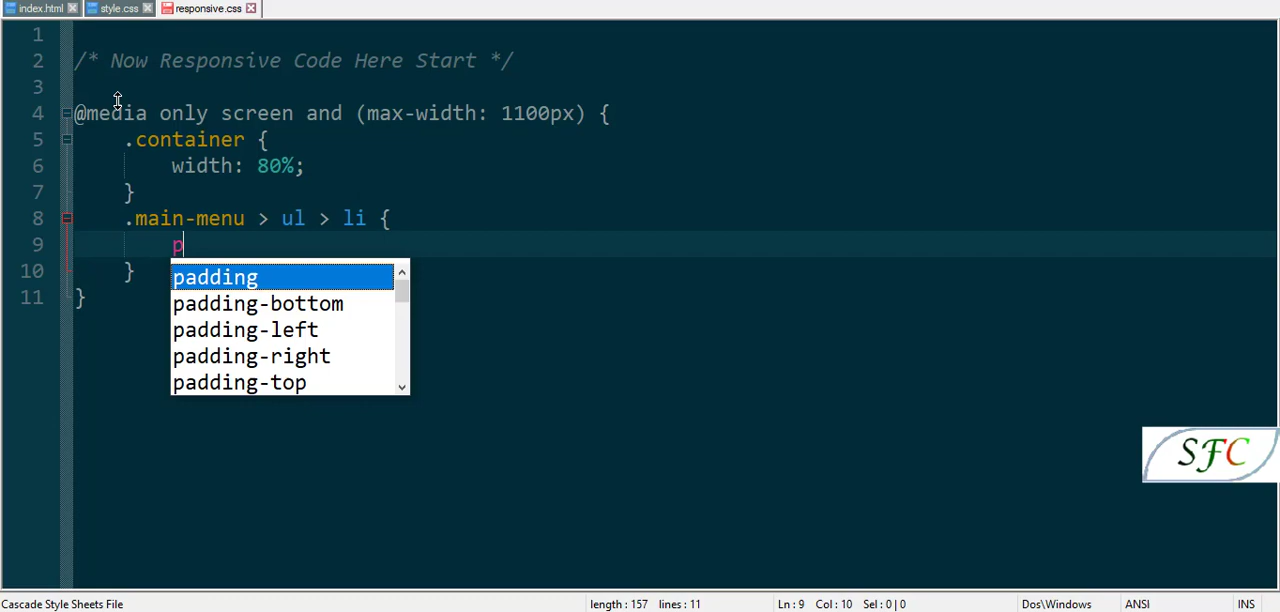 index.html style.css responsive.css
1
2 /* Now Responsive Code Here Start */
3
4 @media only screen and (max-width: 1100px) {
5 .container {
6 width: 80%;
7 }
8 .main-menu > ul > li {
9 p
padding
10 }
padding-bottom
11 }
padding-left
padding-right
padding-top
SFC
Cascade Style Sheets File length : 157 lines : 11 Ln : 9 Col : 10 Sel : 0 | 0 Dos\Windows ANSI INS